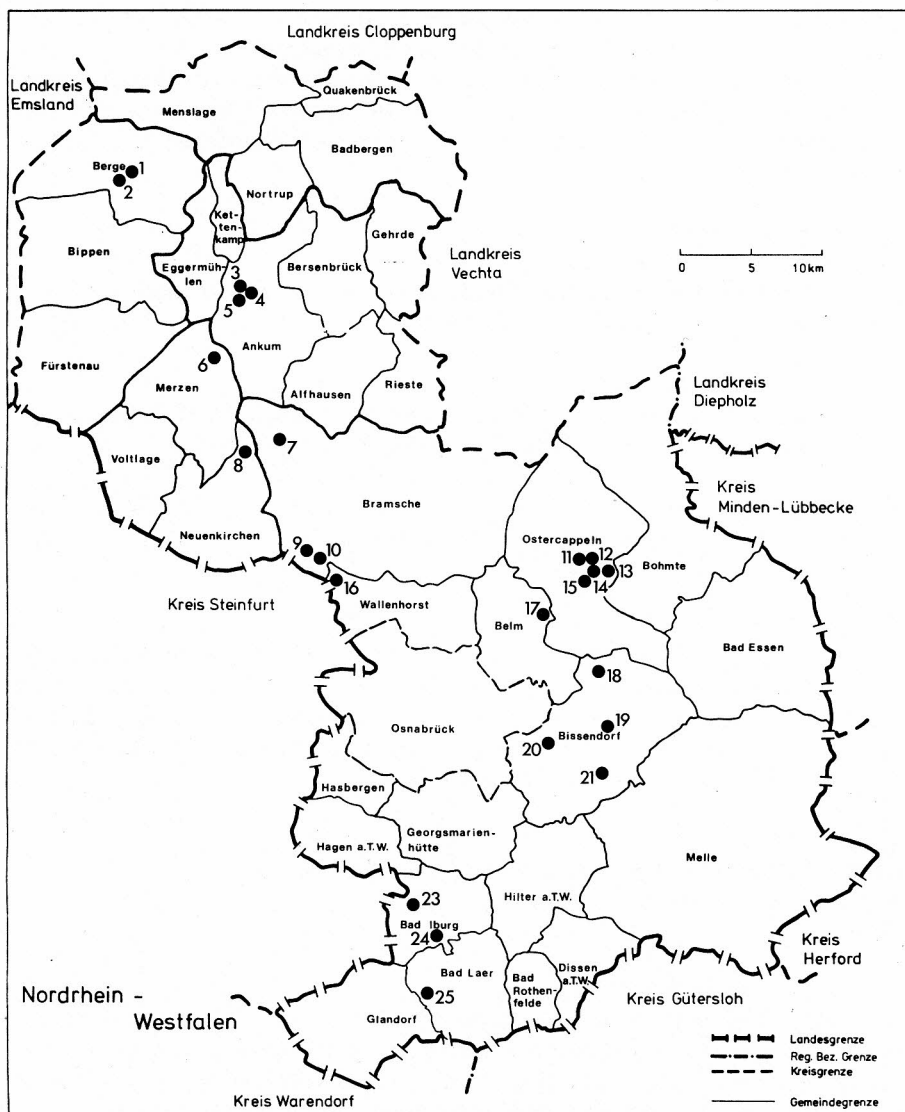 Landkreis Cloppenburg
Landkreis
Emsland
Quakenbrück
Menslage
Badbergen
Berge
1
2
Nortrup
Ket-
ten-
kamp
Gehrde
Bippen
Landkreis
Vechta
Eggermüh-
len
Bersenbrück
0 5 10km
3
4
5
Ankum
Fürstenau
6
Merzen
Alfhausen
Rieste
Landkreis
Diepholz
7
8
Voltlage
Kreis
Minden-Lübbecke
Bramsche
Neuenkirchen
Ostercappeln
9
10
11
12
13
14
15
Bohmte
16
Kreis Steinfurt
Wallenhorst
17
Belm
Bad Essen
18
19
Osnabrück
Bissendorf
20
21
Hasbergen
Georgsmarien-
hütte
Hagen a.T.W.
Melle
Hilter a.T.W.
23
Bad Iburg
24
Kreis
Herford
Bad Laer
Dissen
a.T.W.
Bad
Rothen-
felde
Kreis Gütersloh
25
Nordrhein -
Westfalen
Glandorf
Landesgrenze
Reg. Bez. Grenze
Kreisgrenze
Gemeindegrenze
Kreis Warendorf